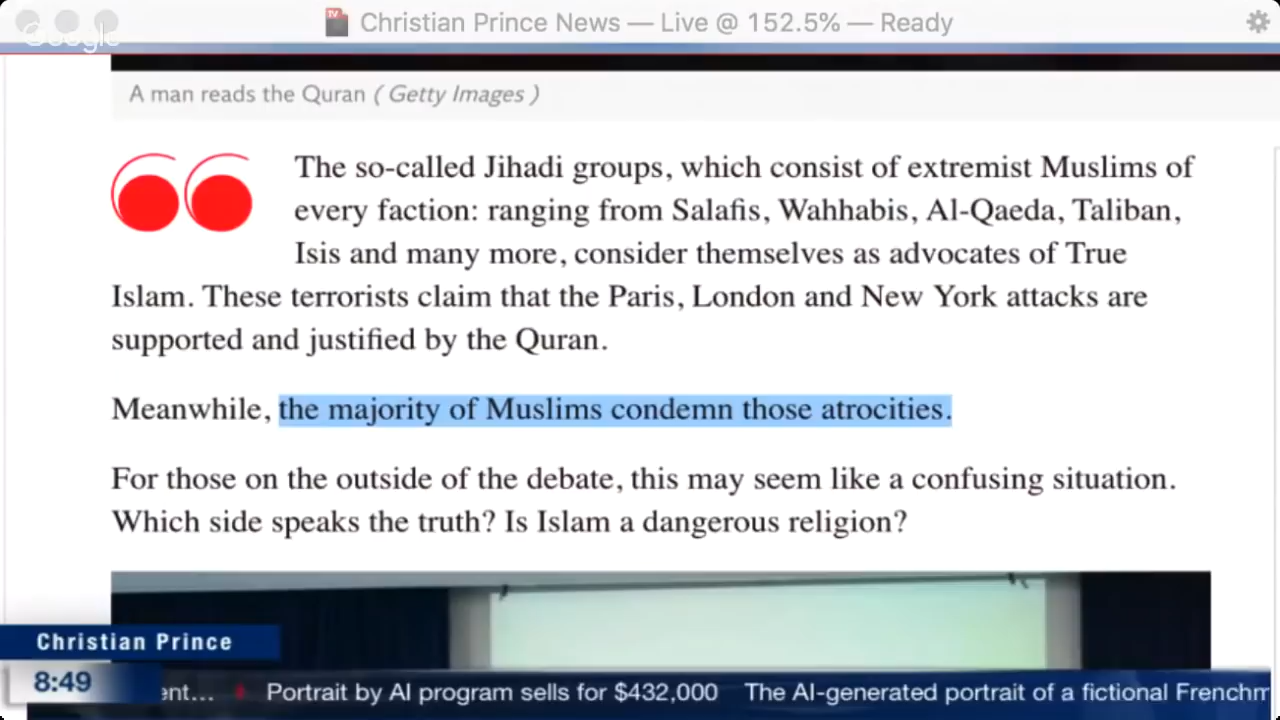 Christian Prince News — Live @ 152.5% — Ready
Google
A man reads the Quran ( Getty Images )
The so-called Jihadi groups, which consist of extremist Muslims of
every faction: ranging from Salafis, Wahhabis, Al-Qaeda, Taliban,
Isis and many more, consider themselves as advocates of True
Islam. These terrorists claim that the Paris, London and New York attacks are
supported and justified by the Quran.
Meanwhile, the majority of Muslims condemn those atrocities.
For those on the outside of the debate, this may seem like a confusing situation.
Which side speaks the truth? Is Islam a dangerous religion?
Christian Prince
8:49
ent... Portrait by AI program sells for $432,000 The AI-generated portrait of a fictional Frenchm